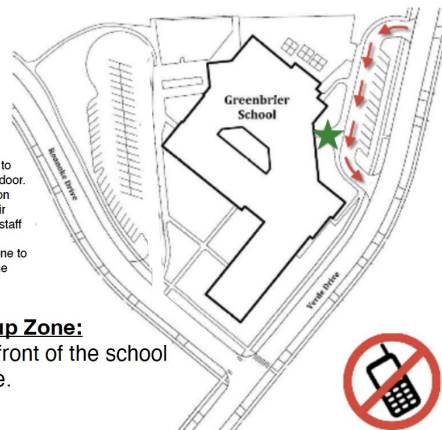 Greenbrier
School
Roanoke Drive
to
door.
on
ir
staff
ne to
e
Verde Drive
up Zone:
front of the school
e.